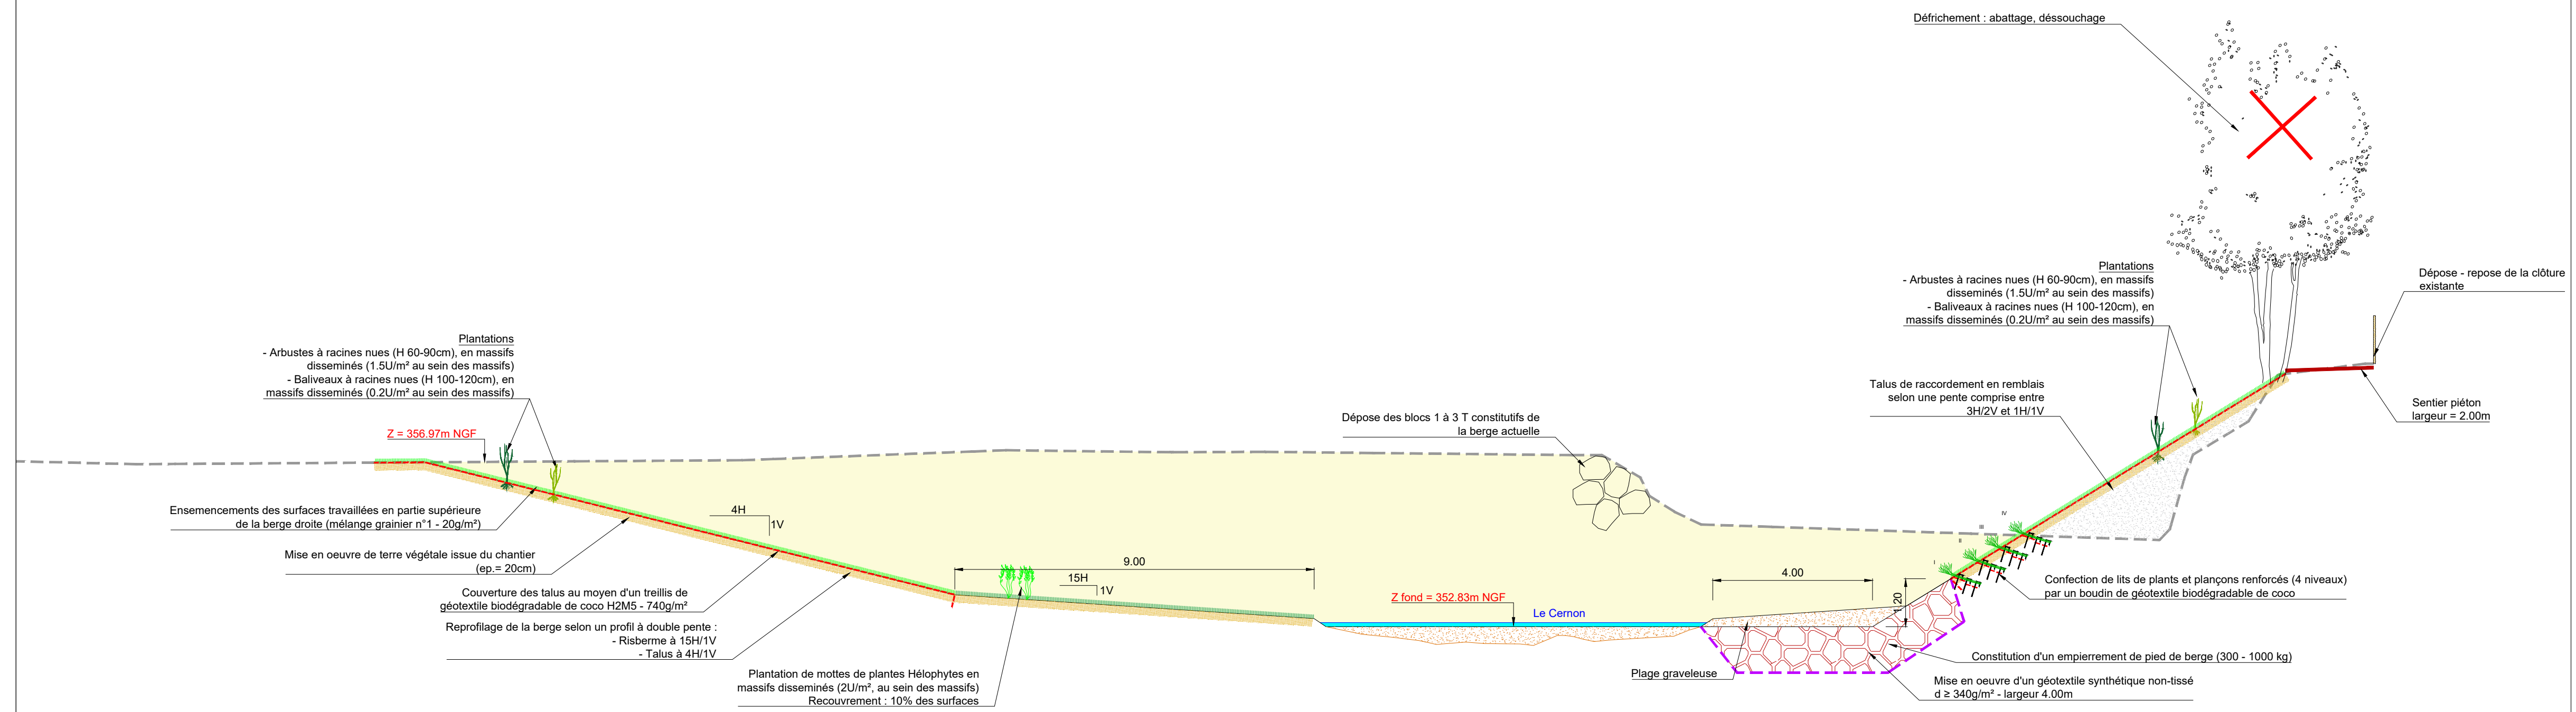 Défrichement : abattage, déssouchage
Plantations
- Arbustes à racines nues (H 60-90cm), en massifs
disseminés (1.5U/m² au sein des massifs)
- Baliveaux à racines nues (H 100-120cm), en
massifs disseminés (0.2U/m² au sein des massifs)
Dépose - repose de la clôture
existante
Plantations
- Arbustes à racines nues (H 60-90cm), en massifs
disseminés (1.5U/m² au sein des massifs)
- Baliveaux à racines nues (H 100-120cm), en
massifs disseminés (0.2U/m² au sein des massifs)
Talus de raccordement en remblais
selon une pente comprise entre
3H/2V et 1H/1V
Sentier piéton
largeur = 2.00m
Dépose des blocs 1 à 3 T constitutifs de
la berge actuelle
Z = 356.97m NGF
Ensemencements des surfaces travaillées en partie supérieure
de la berge droite (mélange grainier n°1 - 20g/m²)
4H
1V
IV
III
II
I
Mise en oeuvre de terre végétale issue du chantier
(ep.= 20cm)
9.00
15H
1V
4.00
1.20
Confection de lits de plants et plançons renforcés (4 niveaux)
par un boudin de géotextile biodégradable de coco
Couverture des talus au moyen d'un treillis de
géotextile biodégradable de coco H2M5 - 740g/m²
Z fond = 352.83m NGF
Le Cernon
Reprofilage de la berge selon un profil à double pente :
- Risberme à 15H/1V
- Talus à 4H/1V
Constitution d'un empierrement de pied de berge (300 - 1000 kg)
Plantation de mottes de plantes Hélophytes en
massifs disseminés (2U/m², au sein des massifs)
Recouvrement : 10% des surfaces
Plage graveleuse
Mise en oeuvre d'un géotextile synthétique non-tissé
d ≥ 340g/m² - largeur 4.00m